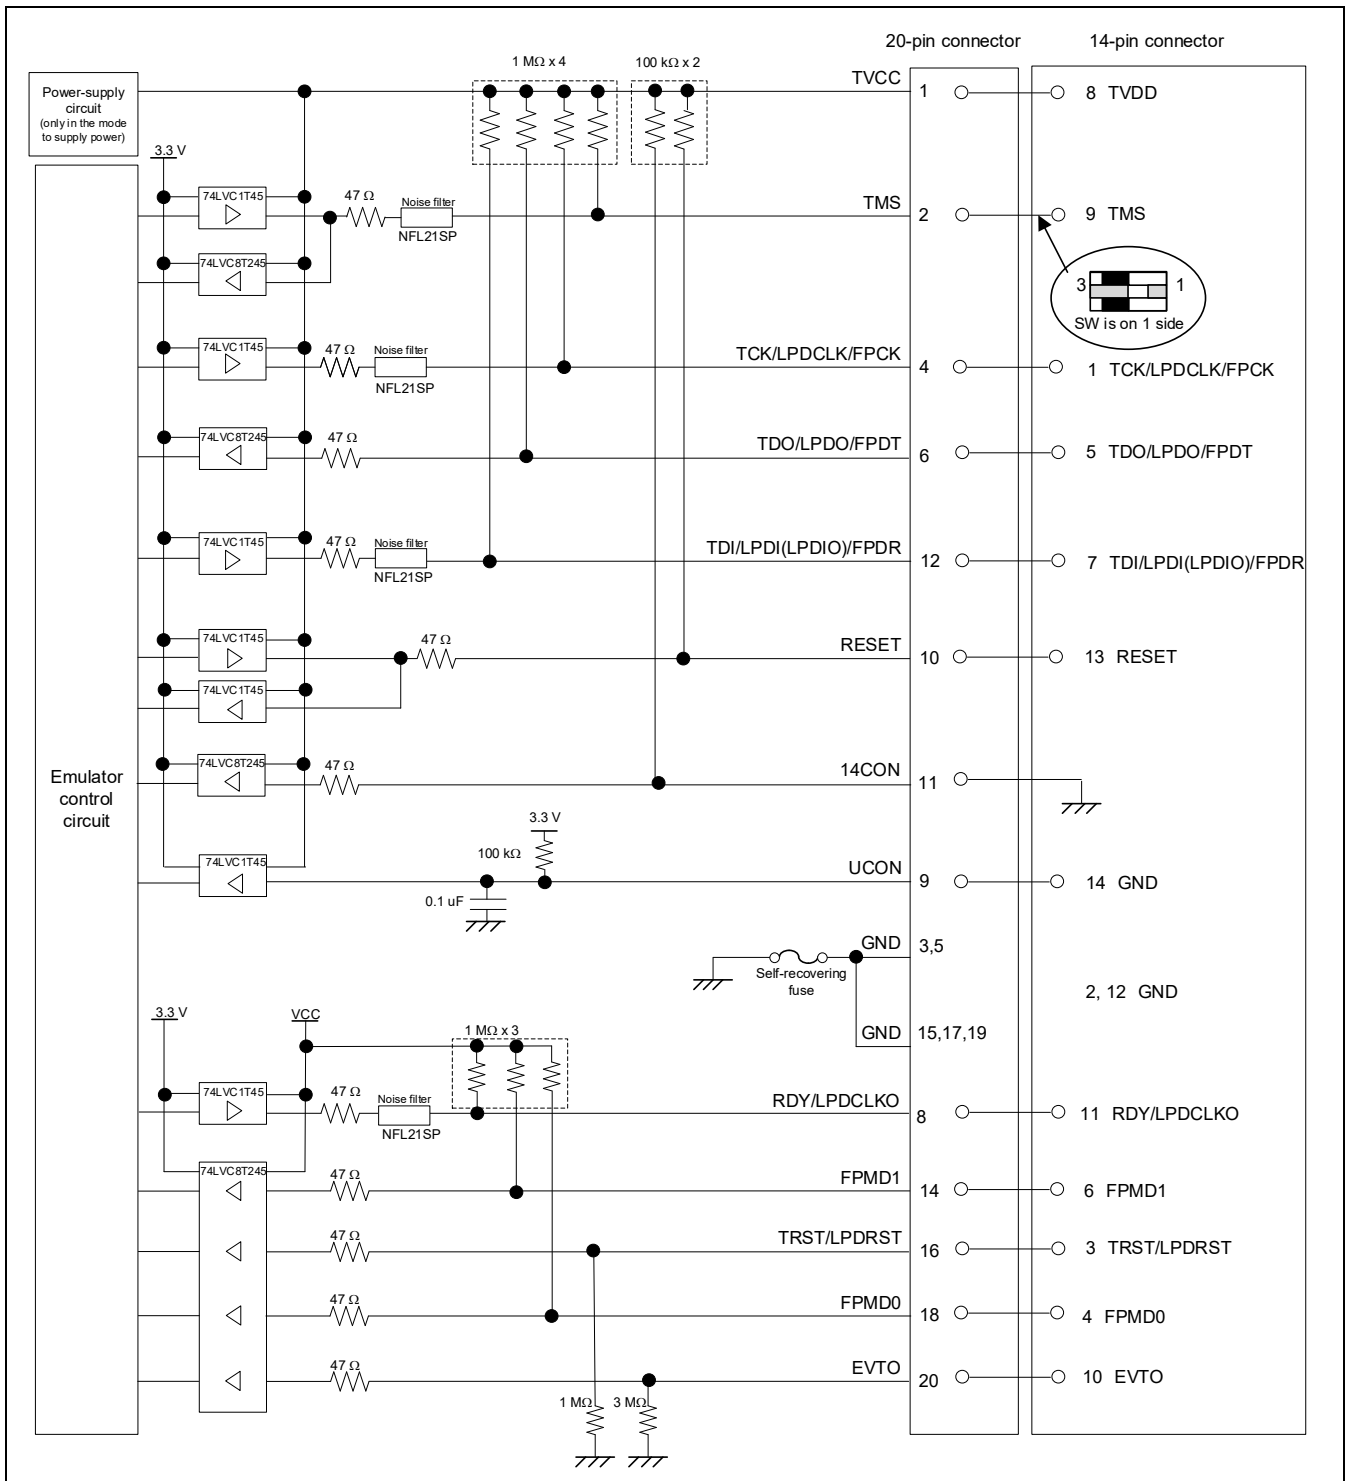 20-pin connector 14-pin connector
1 MΩ x 4 100 kΩ x 2
TVCC 1 8 TVDD
Power-supply
circuit
(only in the mode
to supply power)
3.3 V
74LVC1T45 47 Ω Noise filter NFL21SP TMS 2 9 TMS
74LVC8T245
3 1
SW is on 1 side
74LVC1T45 47 Ω Noise filter NFL21SP TCK/LPDCLK/FPCK 4 1 TCK/LPDCLK/FPCK
74LVC8T245 47 Ω TDO/LPDO/FPDT 6 5 TDO/LPDO/FPDT
74LVC1T45 47 Ω Noise filter NFL21SP TDI/LPDI(LPDIO)/FPDR 12 7 TDI/LPDI(LPDIO)/FPDR
74LVC1T45 47 Ω RESET 10 13 RESET
74LVC1T45
74LVC8T245 47 Ω 14CON 11
Emulator
control
circuit
3.3 V
100 kΩ
74LVC1T45 UCON 9 14 GND
0.1 uF
GND 3,5
Self-recovering
fuse
2, 12 GND
GND 15,17,19
3.3 V VCC 1 MΩ x 3
74LVC1T45 47 Ω Noise filter NFL21SP RDY/LPDCLKO 8 11 RDY/LPDCLKO
74LVC8T245 47 Ω FPMD1 14 6 FPMD1
47 Ω TRST/LPDRST 16 3 TRST/LPDRST
47 Ω FPMD0 18 4 FPMD0
47 Ω EVTO 20 10 EVTO
1 MΩ 3 MΩ